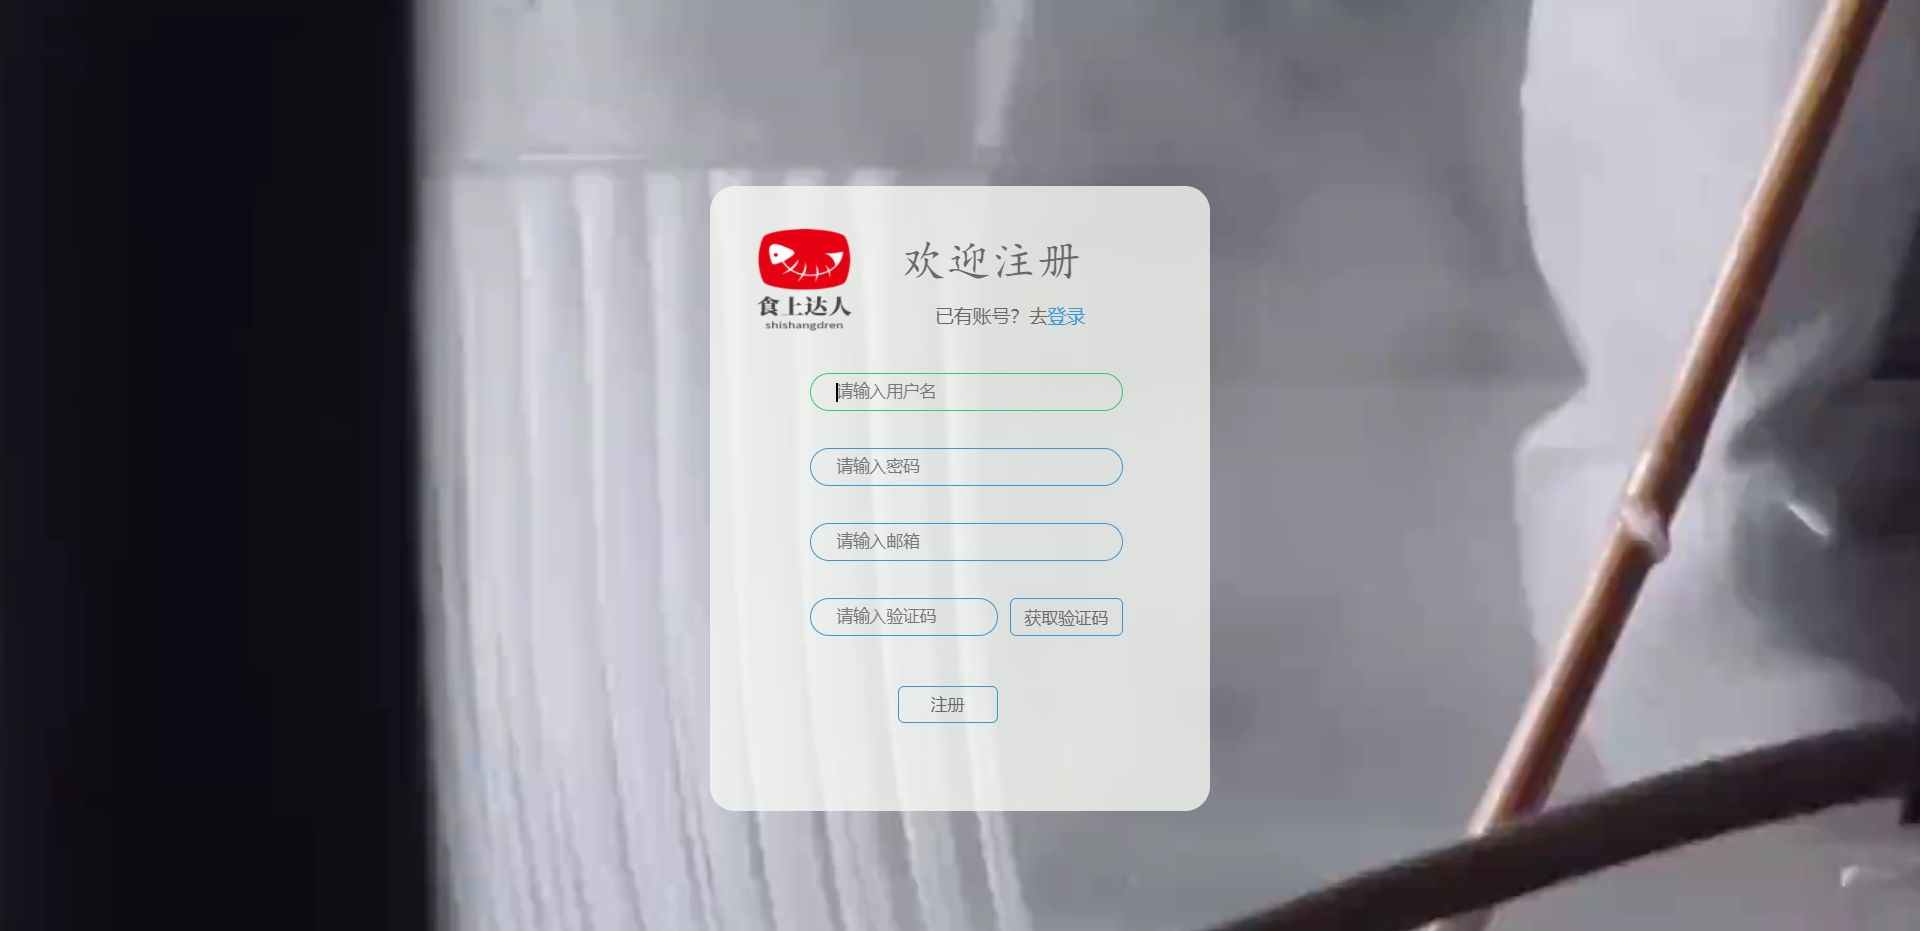 食上达人
shishangdren
欢迎注册
已有账号？去登录
请输入用户名
请输入密码
请输入邮箱
请输入验证码 获取验证码
注册